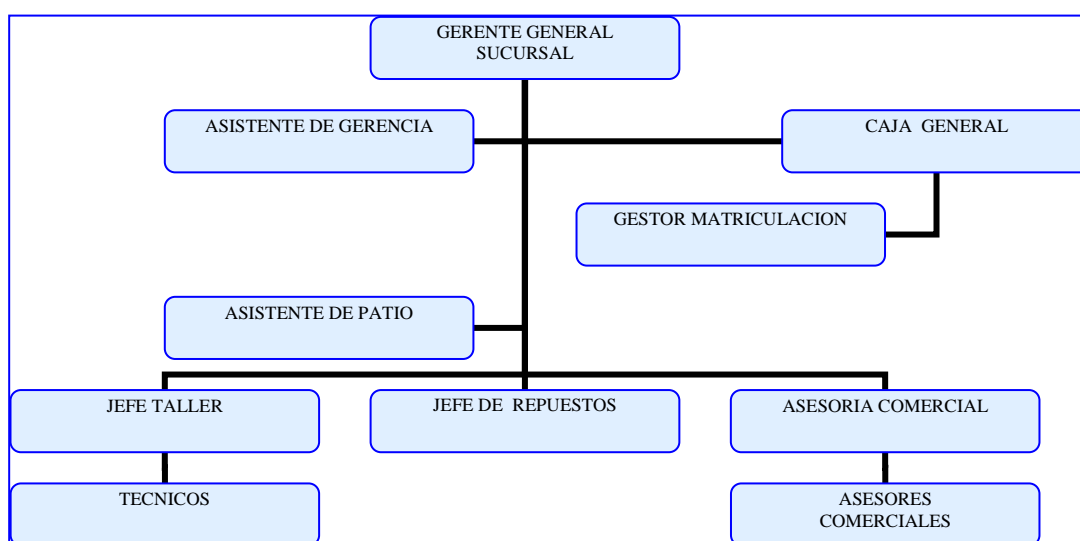 GERENTE GENERAL
SUCURSAL
ASISTENTE DE GERENCIA
CAJA GENERAL
GESTOR MATRICULACION
ASISTENTE DE PATIO
JEFE TALLER
JEFE DE REPUESTOS
ASESORIA COMERCIAL
TECNICOS
ASESORES
COMERCIALES